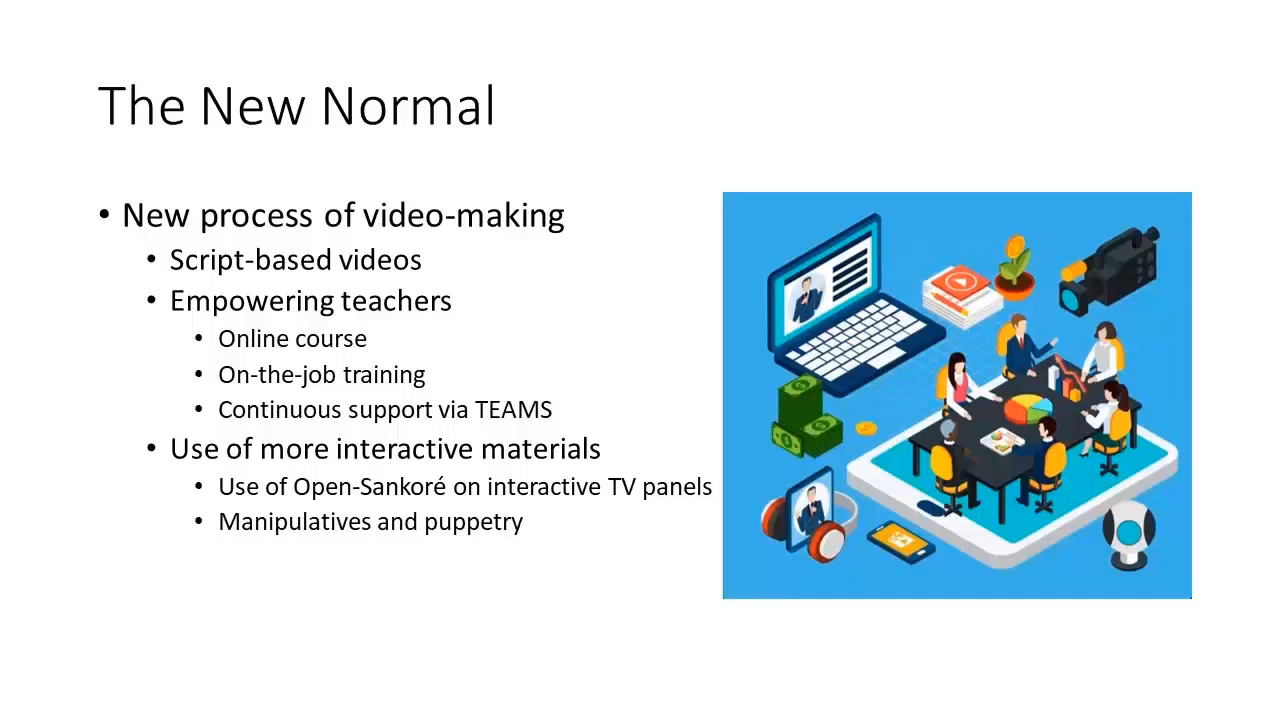 The New Normal
• New process of video-making
• Script-based videos
• Empowering teachers
• Online course
• On-the-job training
• Continuous support via TEAMS
• Use of more interactive materials
• Use of Open-Sankoré on interactive TV panels
• Manipulatives and puppetry